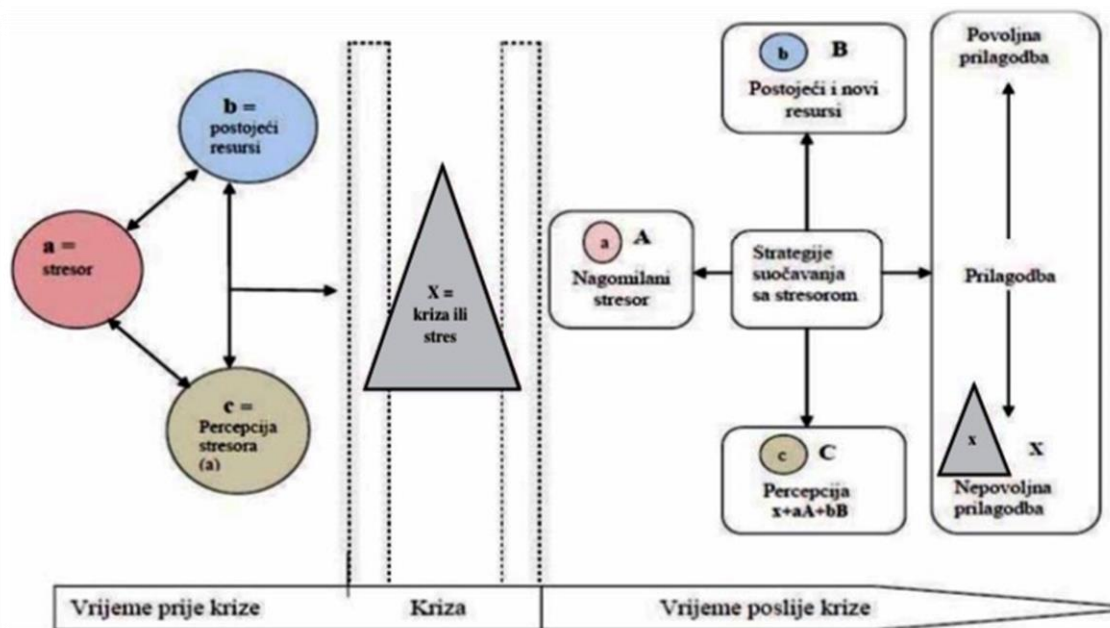 b =
postojeći
resursi
a =
stresor
c =
Percepcija
stresora
(a)
X =
kriza ili
stres
b B
Postojeći i novi
resursi
a A
Nagomilani
stresor
Strategije
suočavanja
sa stresorom
c C
Percepcija
x+aA+bB
Povoljna
prilagodba
Prilagodba
x X
Nepovoljna
prilagodba
Vrijeme prije krize
Kriza
Vrijeme poslije krize